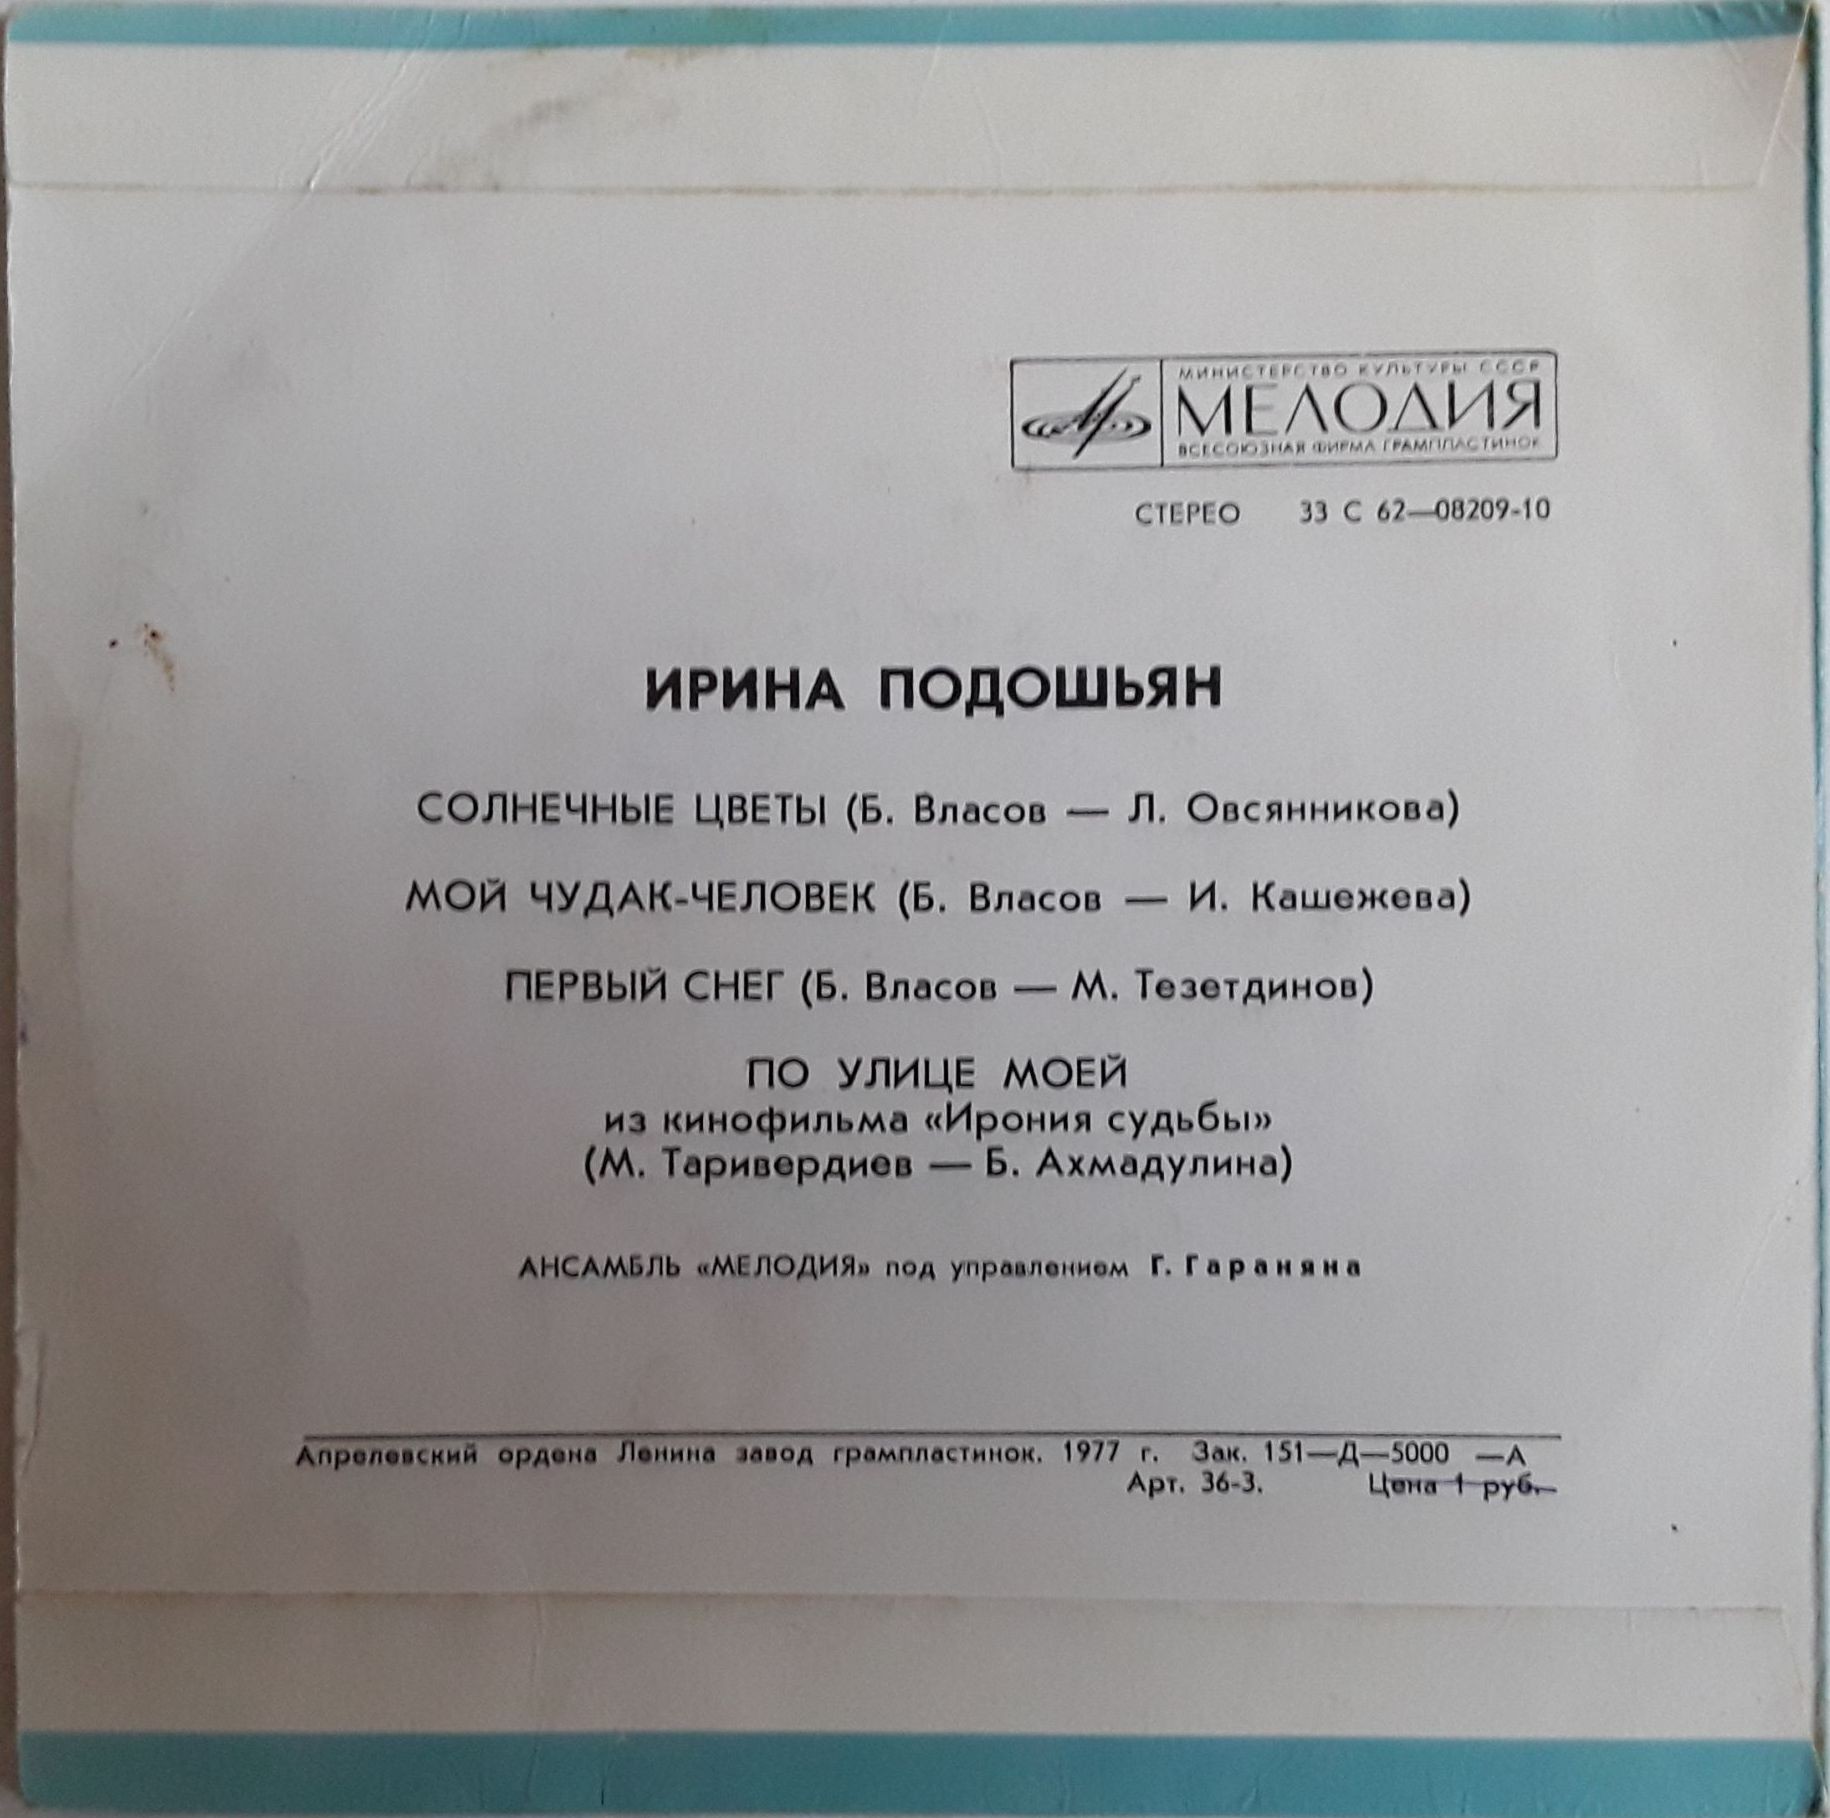 МИНИСТЕРСТВО КУЛЬТУРЫ СССР
МЕЛОДИЯ
ВСЕСОЮЗНАЯ ФИРМА ГРАМПЛАСТИНОК
СТЕРЕО 33 С 62—08209-10
ИРИНА ПОДОШЬЯН
СОЛНЕЧНЫЕ ЦВЕТЫ (Б. Власов — Л. Овсянникова)
МОЙ ЧУДАК-ЧЕЛОВЕК (Б. Власов — И. Кашежева)
ПЕРВЫЙ СНЕГ (Б. Власов — М. Тезетдинов)
ПО УЛИЦЕ МОЕЙ
из кинофильма «Ирония судьбы»
(М. Таривердиев — Б. Ахмадулина)
АНСАМБЛЬ «МЕЛОДИЯ» под управлением Г. Гараняна
Апрелевский ордена Ленина завод грампластинок. 1977 г. Зак. 151—Д—5000 —А
Арт. 36-3. Цена 1 руб.